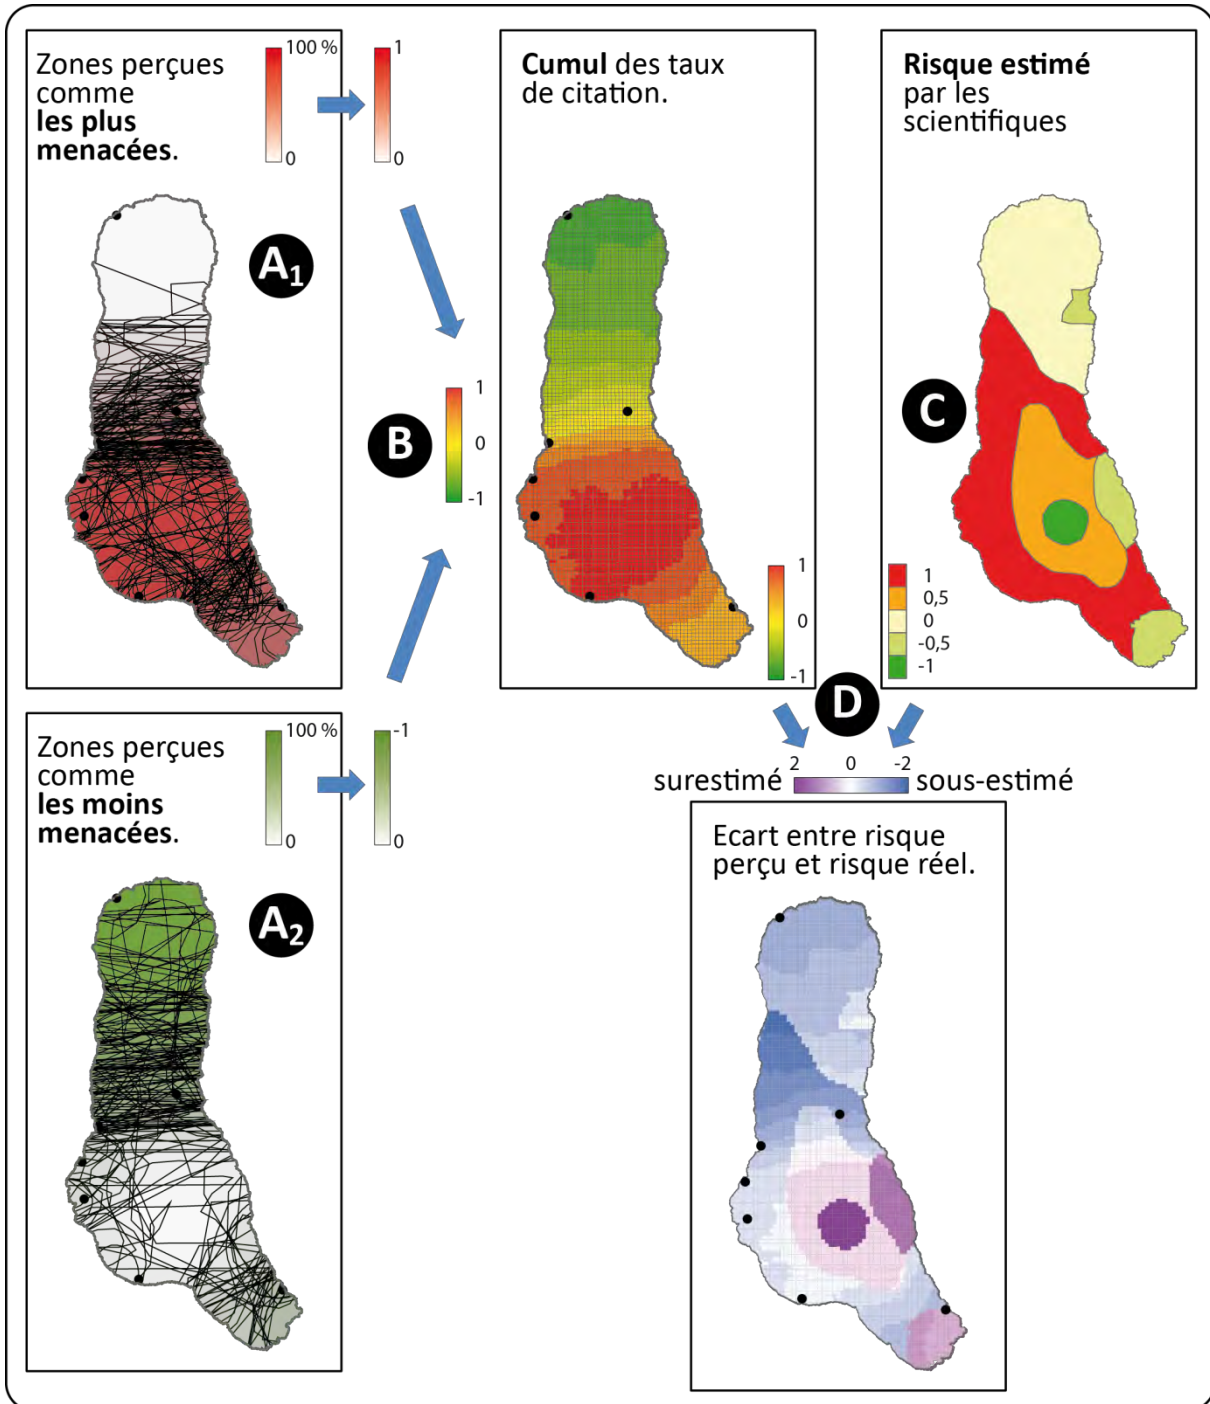 Zones perçues
comme
les plus
menacées.
100 %
0
1
0
A1
Cumul des taux
de citation.
1
0
-1
Risque estimé
par les
scientifiques
C
1
0,5
0
-0,5
-1
B
1
0
-1
D
2 0 -2
surestimé sous-estimé
Zones perçues
comme
les moins
menacées.
100 %
0
-1
0
A2
Ecart entre risque
perçu et risque réel.